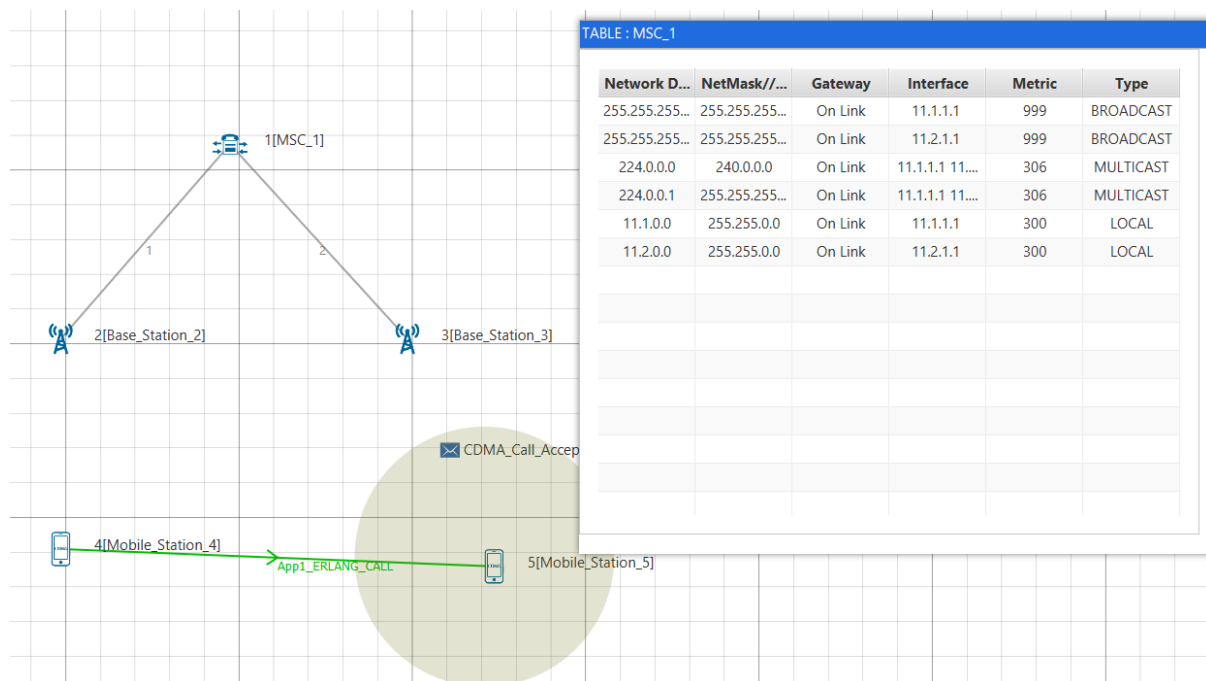 TABLE : MSC_1
Network D... NetMask//... Gateway Interface Metric Type
255.255.255... 255.255.255... On Link 11.1.1.1 999 BROADCAST
255.255.255... 255.255.255... On Link 11.2.1.1 999 BROADCAST
224.0.0.0 240.0.0.0 On Link 11.1.1.1 11.... 306 MULTICAST
224.0.0.1 255.255.255... On Link 11.1.1.1 11.... 306 MULTICAST
11.1.0.0 255.255.0.0 On Link 11.1.1.1 300 LOCAL
11.2.0.0 255.255.0.0 On Link 11.2.1.1 300 LOCAL
1[MSC_1]
1
2
2[Base_Station_2]
3[Base_Station_3]
CDMA_Call_Accep
4[Mobile_Station_4]
App1_ERLANG_CALL
5[Mobile_Station_5]